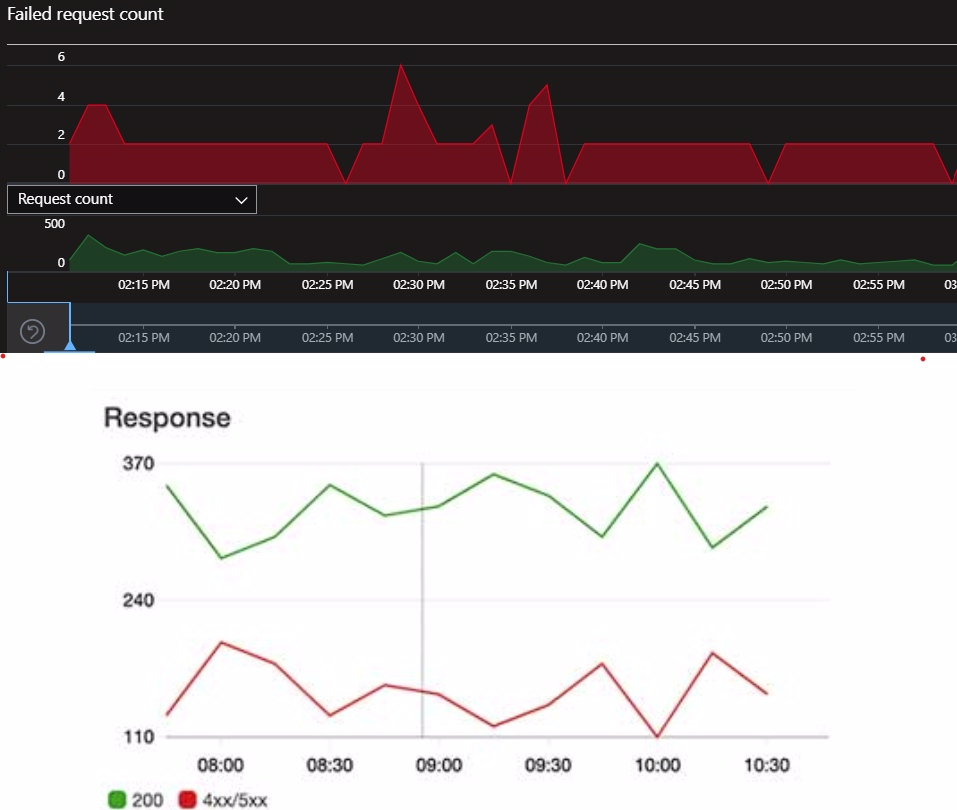 Failed request count
6
4
2
0
Request count
500
0
02:15 PM 02:20 PM 02:25 PM 02:30 PM 02:35 PM 02:40 PM 02:45 PM 02:50 PM 02:55 PM 03
02:15 PM 02:20 PM 02:25 PM 02:30 PM 02:35 PM 02:40 PM 02:45 PM 02:50 PM 02:55 PM 03
Response
370
240
110
08:00 08:30 09:00 09:30 10:00 10:30
200 4xx/5xx